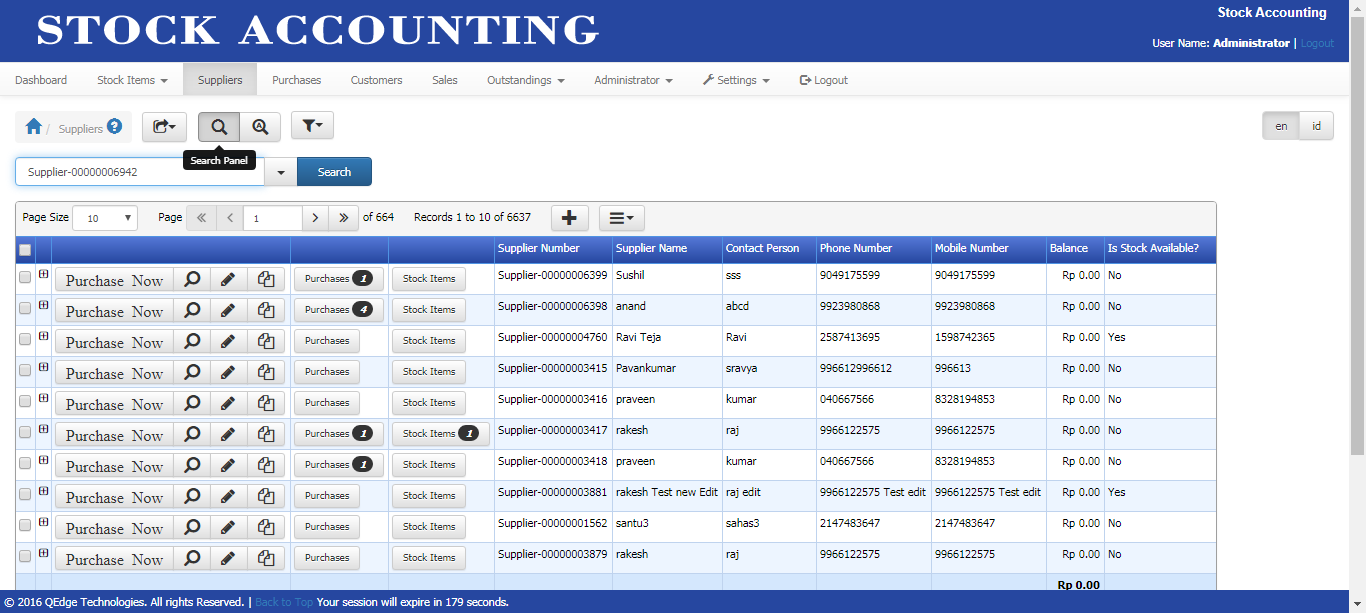 STOCK ACCOUNTING
Stock Accounting
User Name: Administrator | Logout
Dashboard Stock Items Suppliers Purchases Customers Sales Outstandings Administrator Settings Logout
/ Suppliers ? A en id
Search Panel
Supplier-00000006942 Search
Page Size 10 Page « < 1 > » of 664 Records 1 to 10 of 6637
Supplier Number Supplier Name Contact Person Phone Number Mobile Number Balance Is Stock Available?
Purchase Now Purchases 1 Stock Items Supplier-00000006399 Sushil sss 9049175599 9049175599 Rp 0.00 No
Purchase Now Purchases 4 Stock Items Supplier-00000006398 anand abcd 9923980868 9923980868 Rp 0.00 No
Purchase Now Purchases Stock Items Supplier-00000004760 Ravi Teja Ravi 2587413695 1598742365 Rp 0.00 Yes
Purchase Now Purchases Stock Items Supplier-00000003415 Pavankumar sravya 996612996612 996613 Rp 0.00 No
Purchase Now Purchases Stock Items Supplier-00000003416 praveen kumar 040667566 8328194853 Rp 0.00 No
Purchase Now Purchases 1 Stock Items 1 Supplier-00000003417 rakesh raj 9966122575 9966122575 Rp 0.00 No
Purchase Now Purchases 1 Stock Items Supplier-00000003418 praveen kumar 040667566 8328194853 Rp 0.00 No
Purchase Now Purchases Stock Items Supplier-00000003881 rakesh Test new Edit raj edit 9966122575 Test edit 9966122575 Test edit Rp 0.00 Yes
Purchase Now Purchases Stock Items Supplier-00000001562 santu3 sahas3 2147483647 2147483647 Rp 0.00 No
Purchase Now Purchases Stock Items Supplier-00000003879 rakesh raj 9966122575 9966122575 Rp 0.00 No
Rp 0.00
© 2016 QEdge Technologies. All rights Reserved. | Back to Top Your session will expire in 179 seconds.